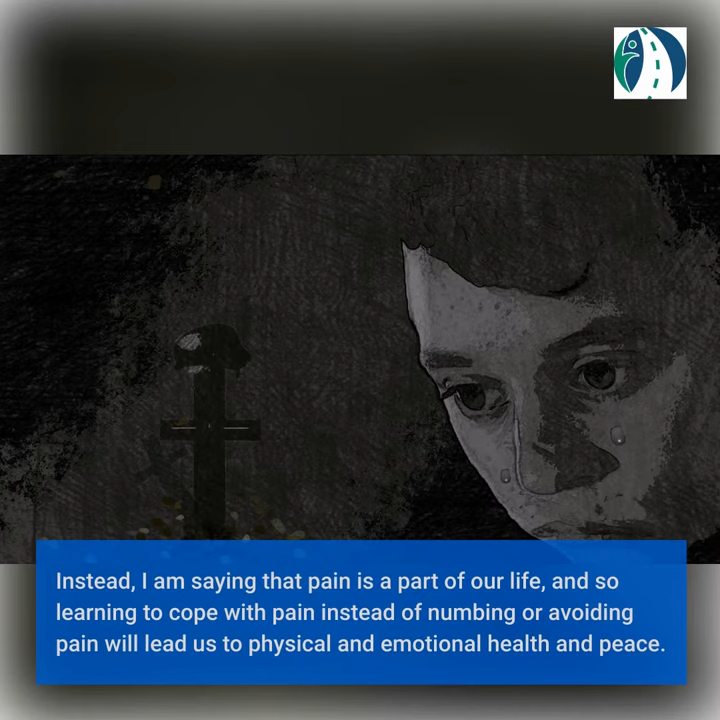 Instead, I am saying that pain is a part of our life, and so
learning to cope with pain instead of numbing or avoiding
pain will lead us to physical and emotional health and peace.